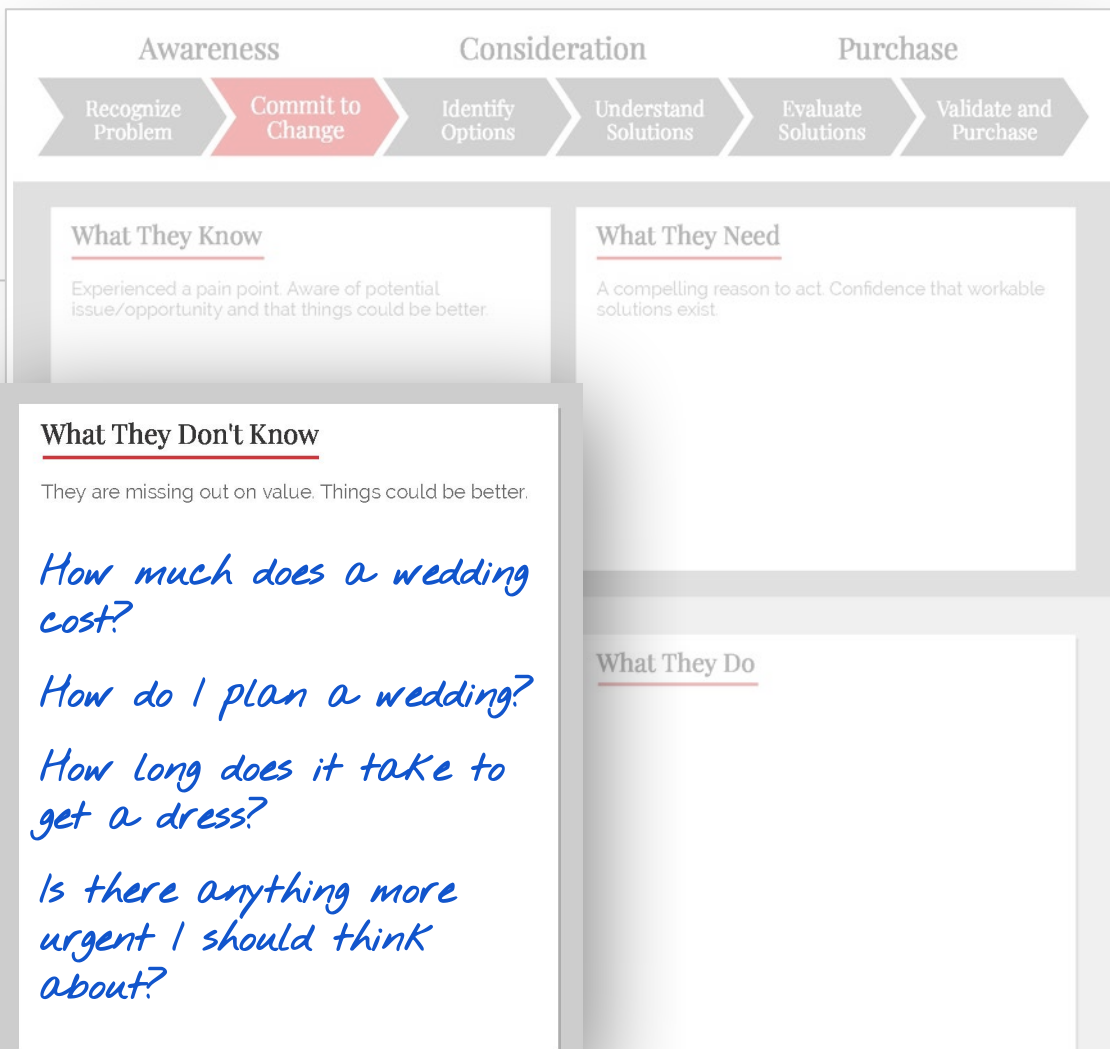 Awareness
Consideration
Purchase
Recognize
Problem
Commit to
Change
Identify
Options
Understand
Solutions
Evaluate
Solutions
Validate and
Purchase
What They Know
Experienced a pain point. Aware of potential
issue/opportunity and that things could be better.
What They Need
A compelling reason to act. Confidence that workable
solutions exist.
What They Don't Know
They are missing out on value. Things could be better.
How much does a wedding
cost?
How do I plan a wedding?
How long does it take to
get a dress?
Is there anything more
urgent I should think
about?
What They Do